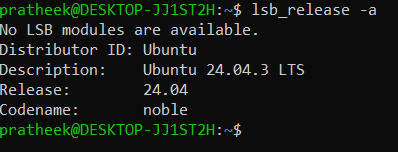 pratheek@DESKTOP-JJ1ST2H:~$ lsb_release -a
No LSB modules are available.
Distributor ID: Ubuntu
Description:    Ubuntu 24.04.3 LTS
Release:        24.04
Codename:       noble
pratheek@DESKTOP-JJ1ST2H:~$